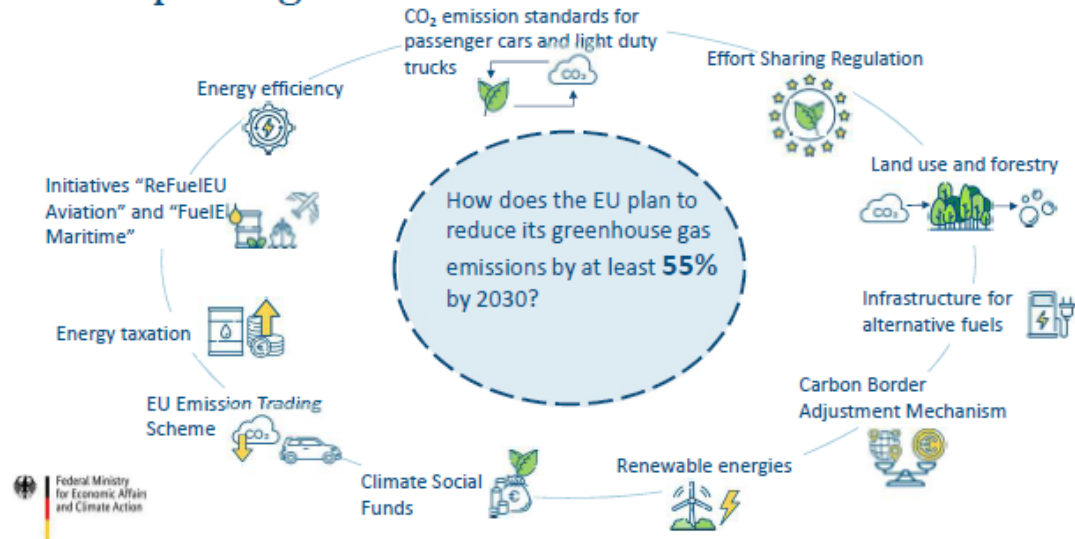 CO₂ emission standards for
passenger cars and light duty
trucks
CO₂
Effort Sharing Regulation
Energy efficiency
Land use and forestry
CO₂
Initiatives “ReFuelEU
Aviation” and “FuelEU
Maritime”
How does the EU plan to
reduce its greenhouse gas
emissions by at least 55%
by 2030?
Infrastructure for
alternative fuels
Energy taxation
Carbon Border
Adjustment Mechanism
EU Emission Trading
Scheme
CO₂
Renewable energies
Climate Social
Funds
Federal Ministry
for Economic Affairs
and Climate Action